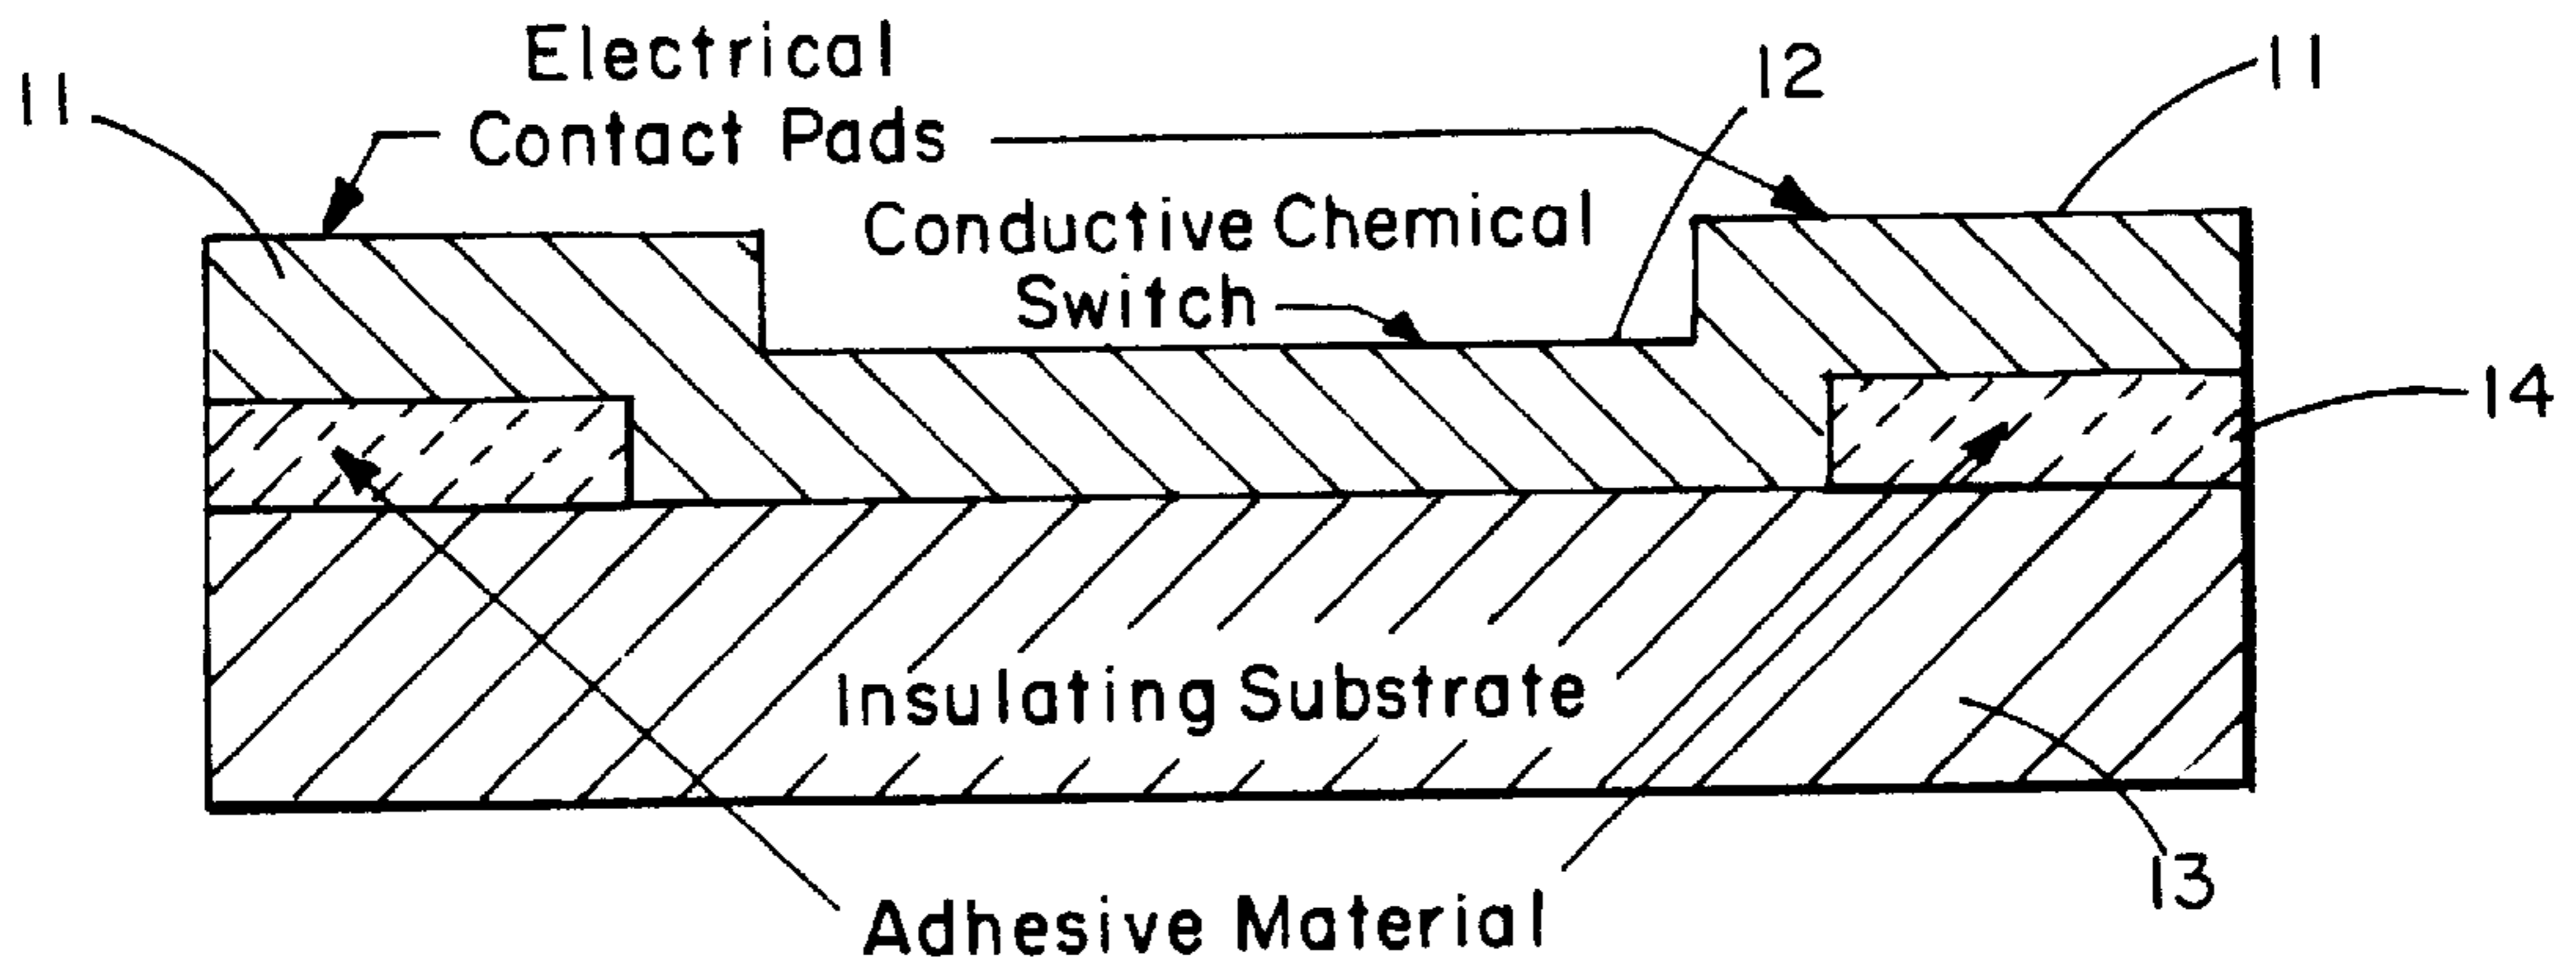 Electrical
Contact Pads
11
12
11
Conductive Chemical
Switch
14
Insulating Substrate
13
Adhesive Material